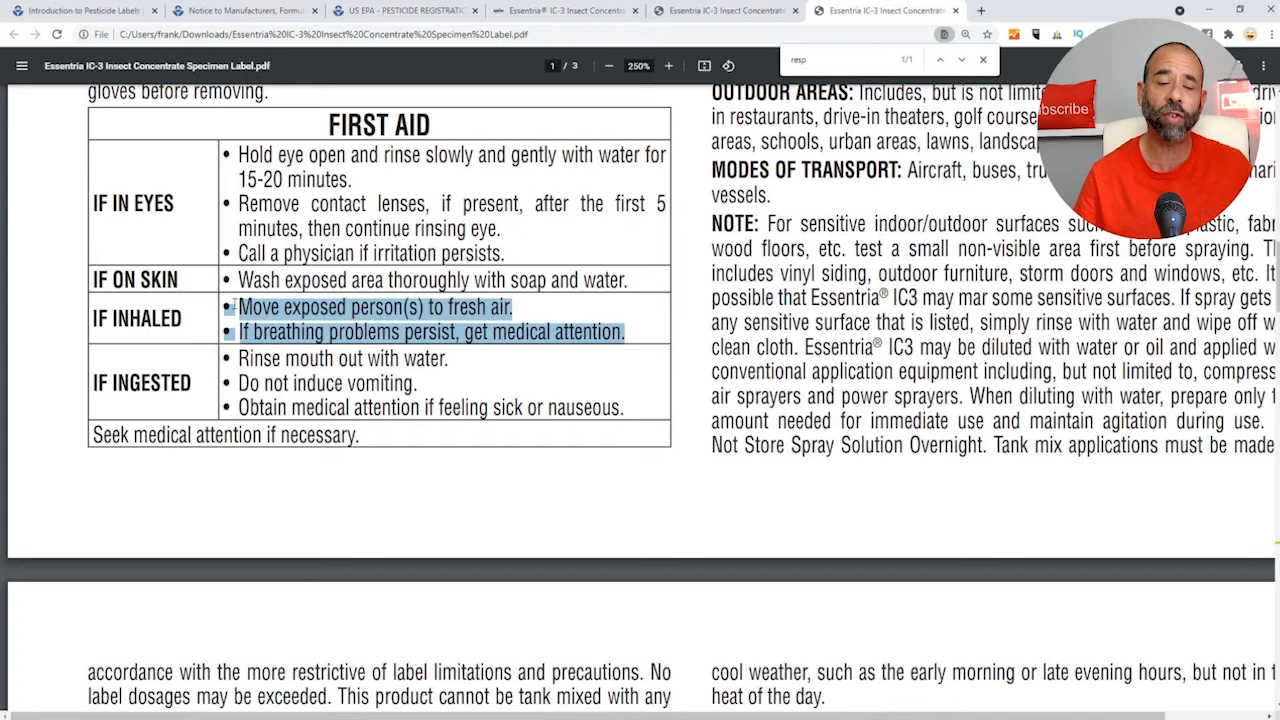 Introduction to Pesticide Labels
Notice to Manufacturers, Formul
US EPA - PESTICIDE REGISTRATIO
Essentria® IC-3 Insect Concentrat
Essentria IC-3 Insect Concentrate
Essentria IC-3 Insect Concentrate
File
C:/Users/frank/Downloads/Essentria%20IC-3%20Insect%20Concentrate%20Specimen%20Label.pdf
resp
1/1
Essentria IC-3 Insect Concentrate Specimen Label.pdf
1 / 3
250%
ubscribe
gloves before removing.
FIRST AID
IF IN EYES
• Hold eye open and rinse slowly and gently with water for
15-20 minutes.
• Remove contact lenses, if present, after the first 5
minutes, then continue rinsing eye.
• Call a physician if irritation persists.
IF ON SKIN
• Wash exposed area thoroughly with soap and water.
IF INHALED
• Move exposed person(s) to fresh air.
• If breathing problems persist, get medical attention.
IF INGESTED
• Rinse mouth out with water.
• Do not induce vomiting.
• Obtain medical attention if feeling sick or nauseous.
Seek medical attention if necessary.
accordance with the more restrictive of label limitations and precautions. No
label dosages may be exceeded. This product cannot be tank mixed with any
OUTDOOR AREAS: Includes, but is not limite driv
in restaurants, drive-in theaters, golf course
areas, schools, urban areas, lawns, landscap
MODES OF TRANSPORT: Aircraft, buses, tru
vessels.
NOTE: For sensitive indoor/outdoor surfaces suc fab
wood floors, etc. test a small non-visible area first before spraying. T
includes vinyl siding, outdoor furniture, storm doors and windows, etc. It
possible that Essentria® IC3 may mar some sensitive surfaces. If spray gets
any sensitive surface that is listed, simply rinse with water and wipe off w
clean cloth. Essentria® IC3 may be diluted with water or oil and applied w
conventional application equipment including, but not limited to, compress
air sprayers and power sprayers. When diluting with water, prepare only t
amount needed for immediate use and maintain agitation during use.
Not Store Spray Solution Overnight. Tank mix applications must be made
cool weather, such as the early morning or late evening hours, but not in t
heat of the day.